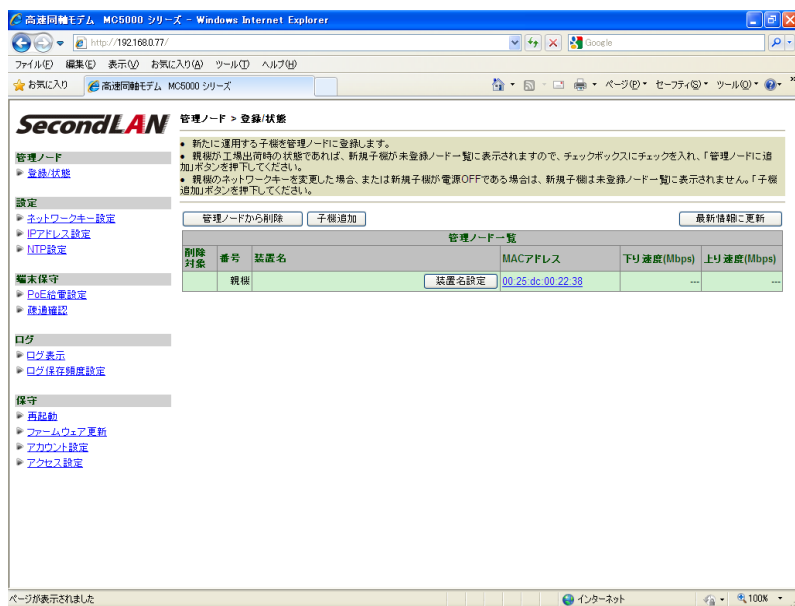 高速同軸モデム MC5000 シリーズ - Windows Internet Explorer
http://192.168.0.77/
Google
ファイル(F) 編集(E) 表示(V) お気に入り(A) ツール(T) ヘルプ(H)
お気に入り 高速同軸モデム MC5000 シリーズ ページ(P) セーフティ(S) ツール(O)
SecondLAN
管理ノード > 登録/状態
• 新たに運用する子機を管理ノードに登録します。
• 親機が工場出荷時の状態であれば、新規子機が未登録ノード一覧に表示されますので、チェックボックスにチェックを入れ、「管理ノードに追
加」ボタンを押下してください。
• 親機のネットワークキーを変更した場合、または新規子機が電源OFFである場合は、新規子機は未登録ノード一覧に表示されません。「子機
追加」ボタンを押下してください。
管理ノード
登録/状態
設定
ネットワークキー設定
IPアドレス設定
NTP設定
端末保守
PoE給電設定
疎通確認
ログ
ログ表示
ログ保存頻度設定
保守
再起動
ファームウェア更新
アカウント設定
アクセス設定
管理ノードから削除 子機追加 最新情報に更新
管理ノード一覧
削除
対象 番号 装置名 MACアドレス 下り速度(Mbps) 上り速度(Mbps)
親機 装置名設定 00:25:dc:00:22:38 --- ---
ページが表示されました インターネット 100%